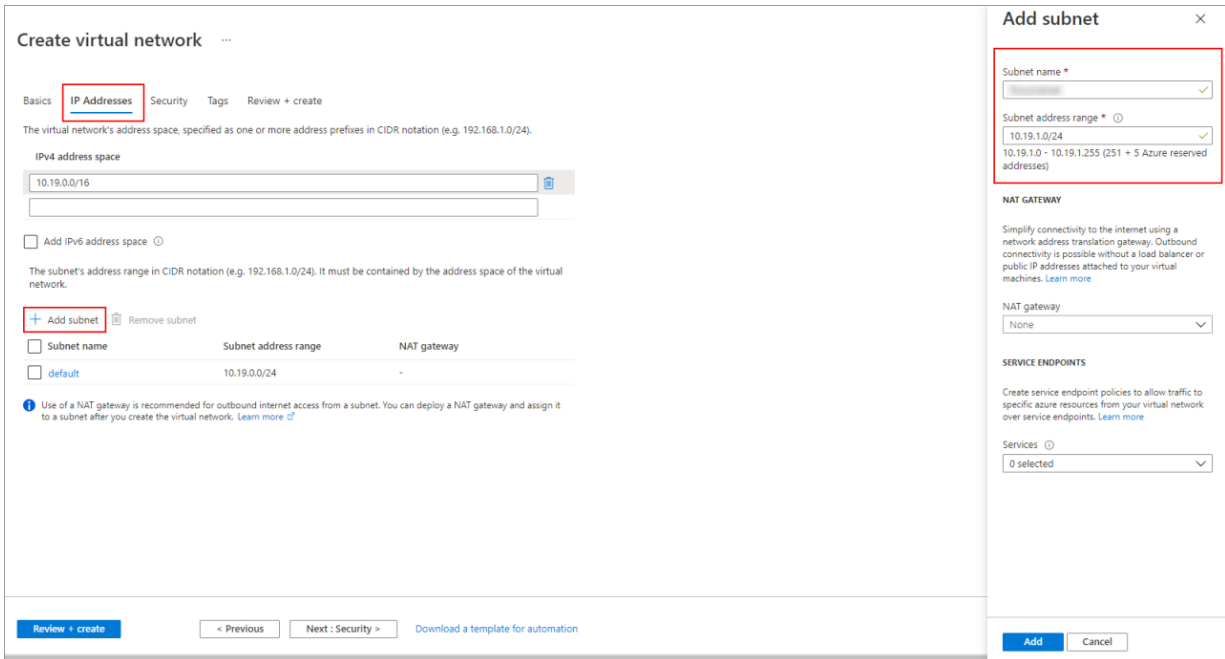 Create virtual network ...
Basics IP Addresses Security Tags Review + create
The virtual network's address space, specified as one or more address prefixes in CIDR notation (e.g. 192.168.1.0/24).
IPv4 address space
10.19.0.0/16
Add IPv6 address space
The subnet's address range in CIDR notation (e.g. 192.168.1.0/24). It must be contained by the address space of the virtual
network.
+ Add subnet Remove subnet
Subnet name Subnet address range NAT gateway
default 10.19.0.0/24 -
Use of a NAT gateway is recommended for outbound internet access from a subnet. You can deploy a NAT gateway and assign it
to a subnet after you create the virtual network. Learn more
Review + create < Previous Next : Security > Download a template for automation
Add subnet
Subnet name *
Subnet address range *
10.19.1.0/24
10.19.1.0 - 10.19.1.255 (251 + 5 Azure reserved
addresses)
NAT GATEWAY
Simplify connectivity to the internet using a
network address translation gateway. Outbound
connectivity is possible without a load balancer or
public IP addresses attached to your virtual
machines. Learn more
NAT gateway
None
SERVICE ENDPOINTS
Create service endpoint policies to allow traffic to
specific azure resources from your virtual network
over service endpoints. Learn more
Services
0 selected
Add Cancel